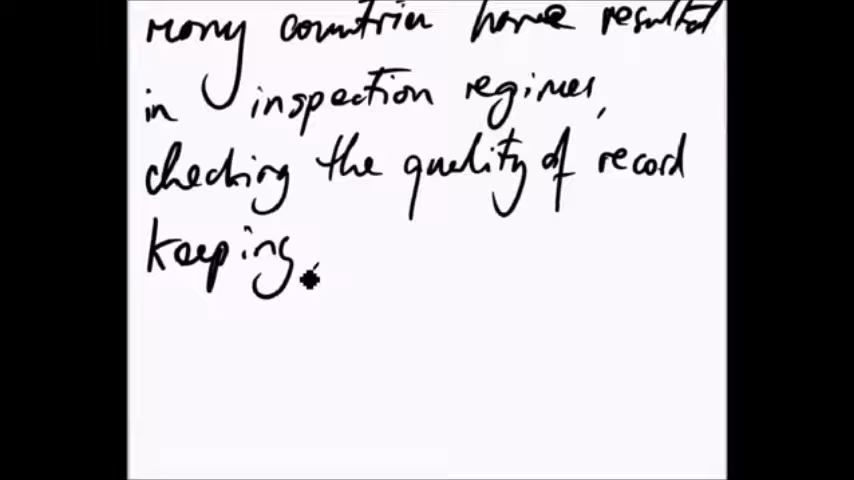 many countries have resulted
in inspection regimes,
checking the quality of record
keeping.